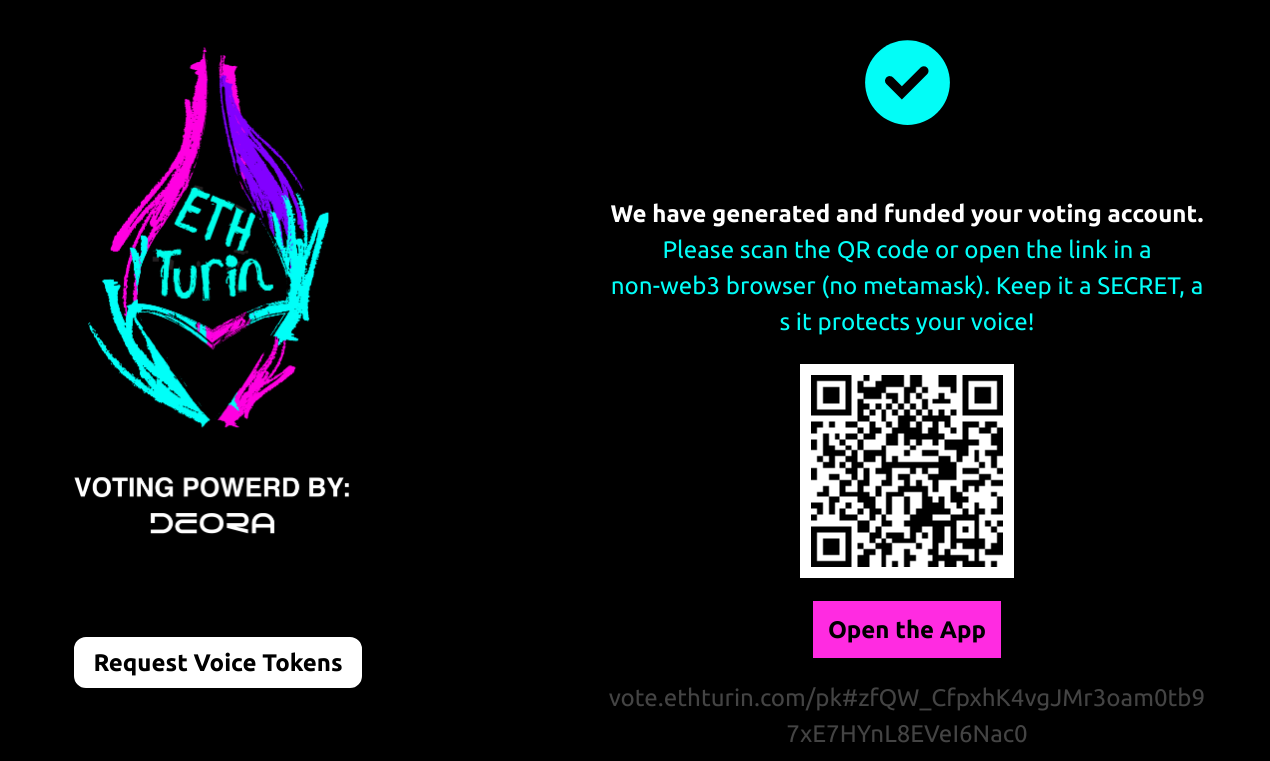 ETH
Turin
VOTING POWERD BY:
DEORA
Request Voice Tokens
We have generated and funded your voting account.
Please scan the QR code or open the link in a
non-web3 browser (no metamask). Keep it a SECRET, a
s it protects your voice!
Open the App
vote.ethturin.com/pk#zfQW_CfpxhK4vgJMr3oam0tb9
7xE7HYnL8EVeI6Nac0